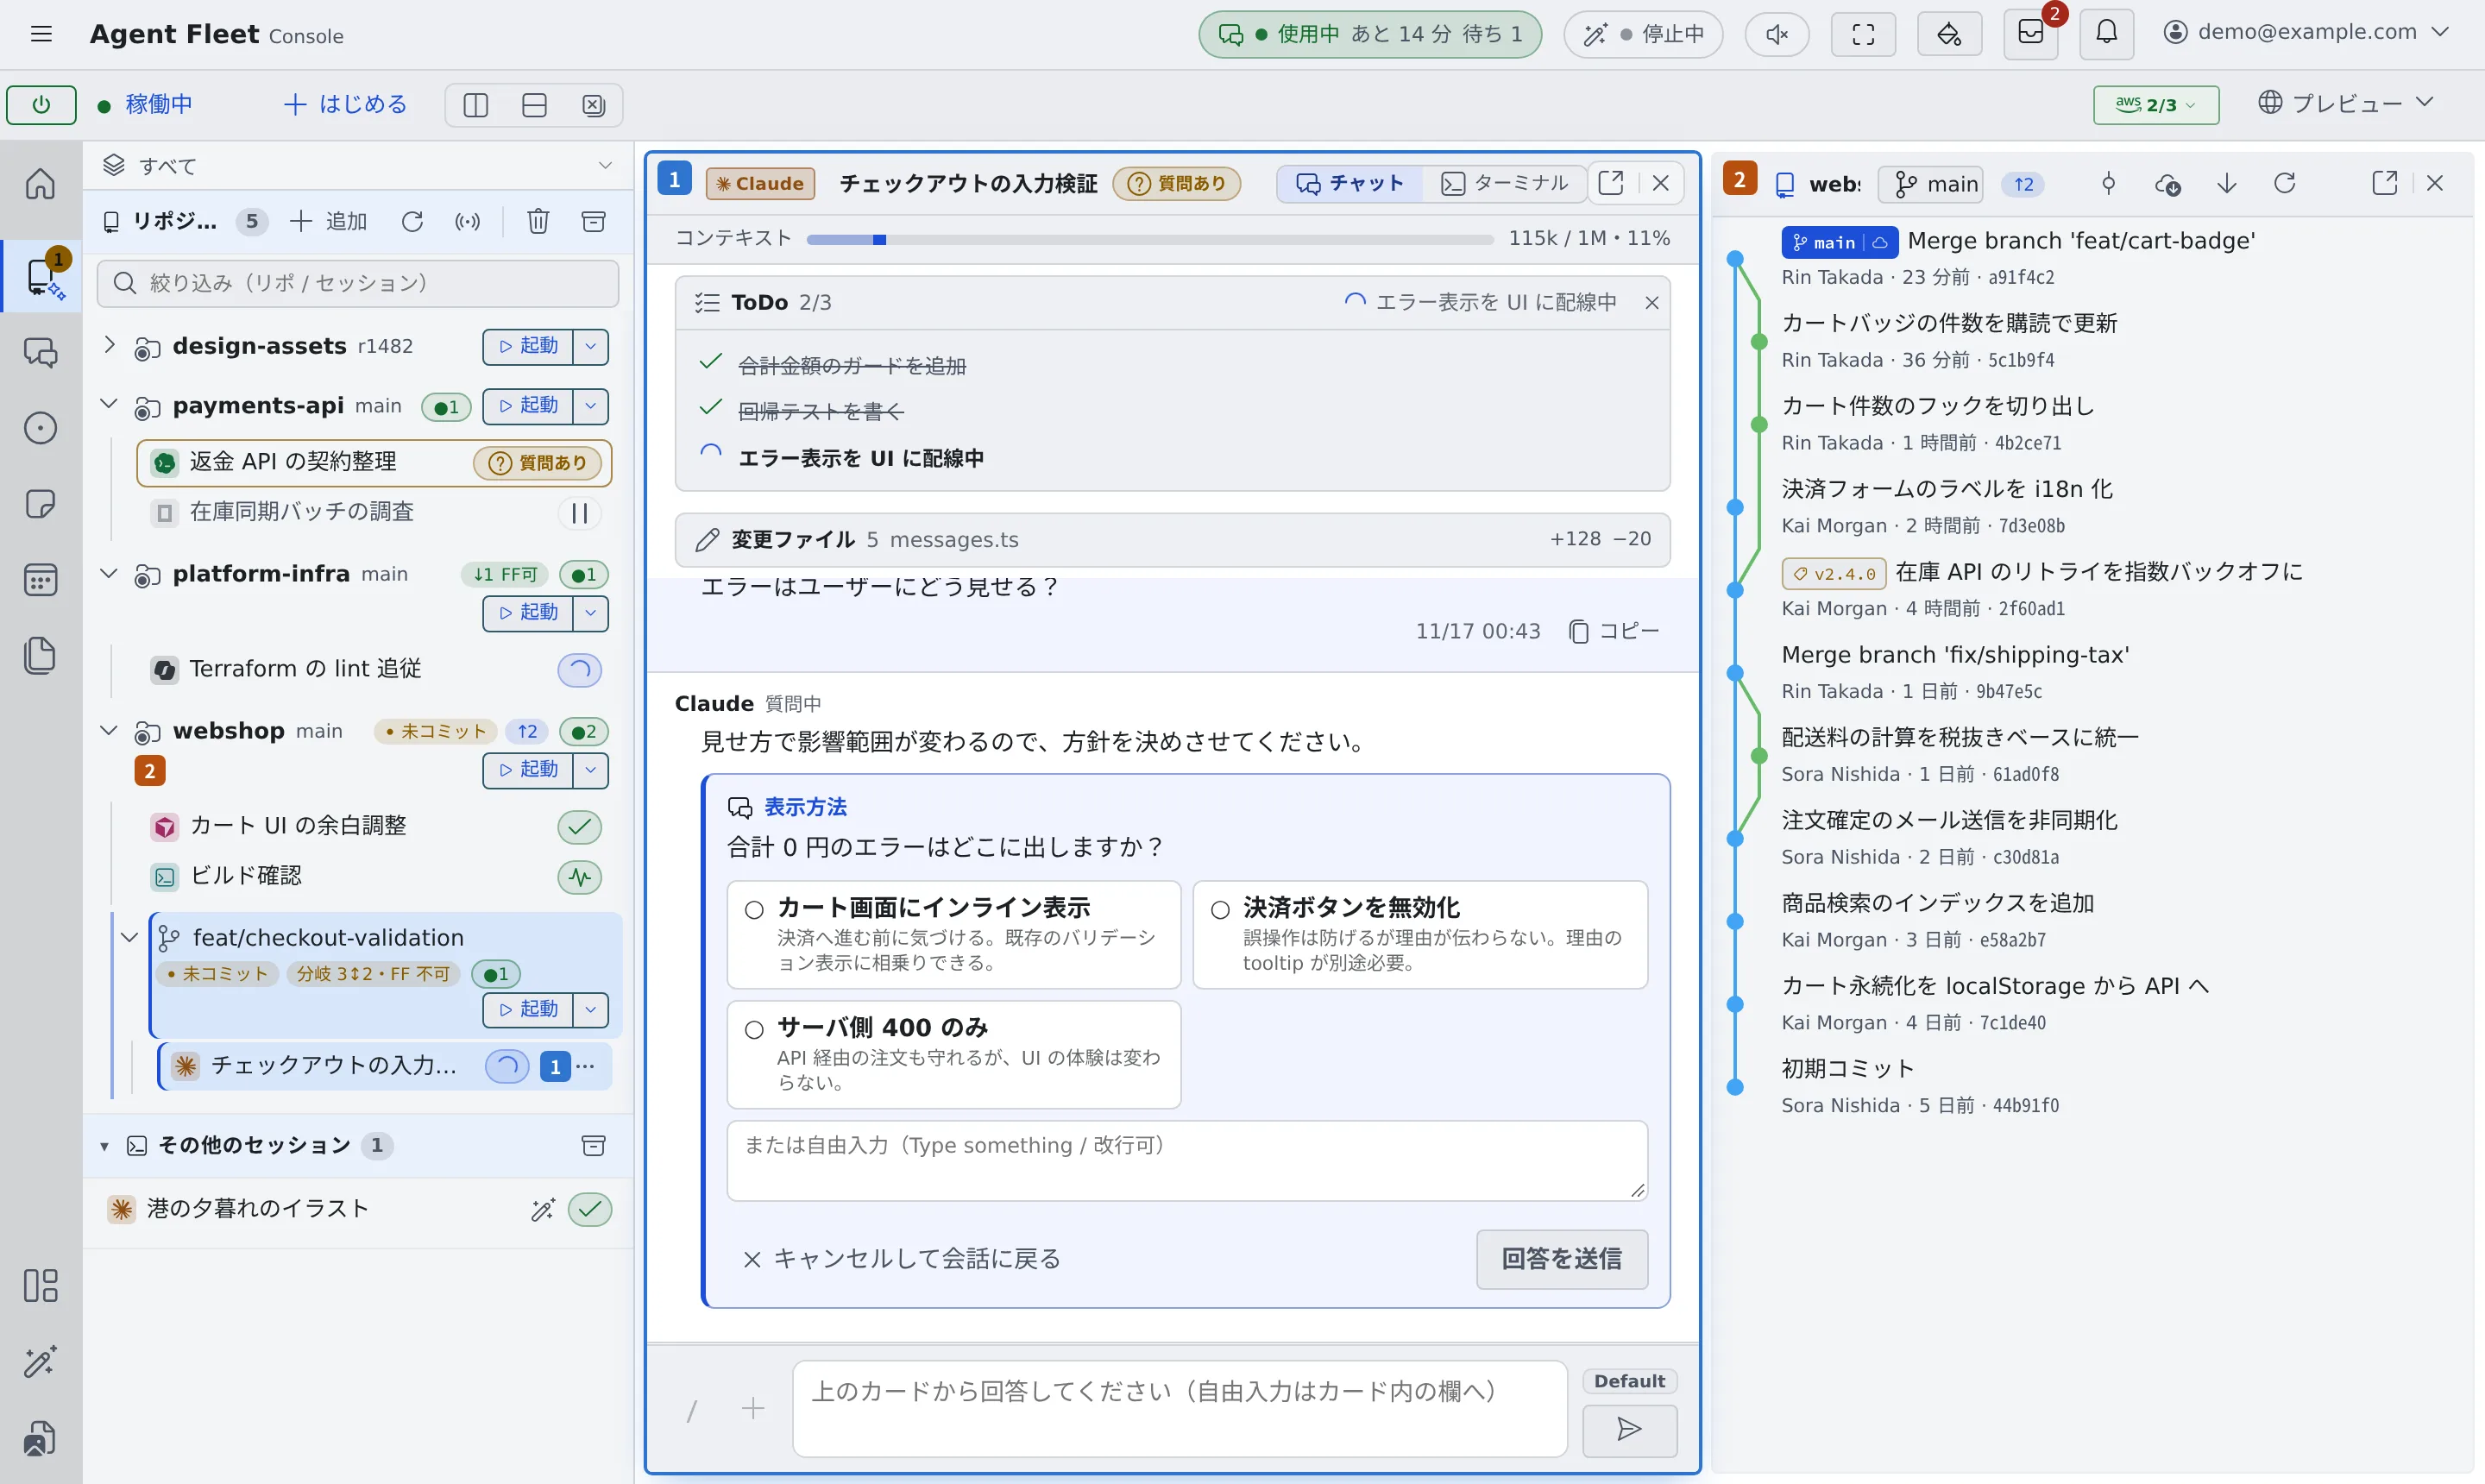 Agent Fleet Console
使用中 あと 14 分 待ち 1
停止中
2
demo@example.com
稼働中
はじめる
aws 2/3
プレビュー
すべて
1
リポジ… 5 追加
絞り込み（リポ / セッション）
design-assets r1482 起動
payments-api main 1 起動
返金 API の契約整理 質問あり
在庫同期バッチの調査
platform-infra main ↓1 FF可 1
起動
Terraform の lint 追従
webshop main • 未コミット ↑2 2
2 起動
カート UI の余白調整
ビルド確認
feat/checkout-validation
• 未コミット 分岐 3↕2・FF 不可 1
起動
チェックアウトの入力… 1 …
その他のセッション 1
港の夕暮れのイラスト
1 Claude チェックアウトの入力検証 質問あり チャット ターミナル
コンテキスト 115k / 1M・11%
ToDo 2/3 エラー表示を UI に配線中
合計金額のガードを追加
回帰テストを書く
エラー表示を UI に配線中
変更ファイル 5 messages.ts +128 −20
エラーはユーザーにどう見せる？
11/17 00:43 コピー
Claude 質問中
見せ方で影響範囲が変わるので、方針を決めさせてください。
表示方法
合計 0 円のエラーはどこに出しますか？
カート画面にインライン表示
決済へ進む前に気づける。既存のバリデーシ
ョン表示に相乗りできる。
決済ボタンを無効化
誤操作は防げるが理由が伝わらない。理由の
tooltip が別途必要。
サーバ側 400 のみ
API 経由の注文も守れるが、UI の体験は変わ
らない。
または自由入力（Type something / 改行可）
キャンセルして会話に戻る
回答を送信
/
上のカードから回答してください（自由入力はカード内の欄へ）
Default
2 webs main ↑2
main Merge branch 'feat/cart-badge'
Rin Takada · 23 分前 · a91f4c2
カートバッジの件数を購読で更新
Rin Takada · 36 分前 · 5c1b9f4
カート件数のフックを切り出し
Rin Takada · 1 時間前 · 4b2ce71
決済フォームのラベルを i18n 化
Kai Morgan · 2 時間前 · 7d3e08b
v2.4.0 在庫 API のリトライを指数バックオフに
Kai Morgan · 4 時間前 · 2f60ad1
Merge branch 'fix/shipping-tax'
Rin Takada · 1 日前 · 9b47e5c
配送料の計算を税抜きベースに統一
Sora Nishida · 1 日前 · 61ad0f8
注文確定のメール送信を非同期化
Sora Nishida · 2 日前 · c30d81a
商品検索のインデックスを追加
Kai Morgan · 3 日前 · e58a2b7
カート永続化を localStorage から API へ
Kai Morgan · 4 日前 · 7c1de40
初期コミット
Sora Nishida · 5 日前 · 44b91f0